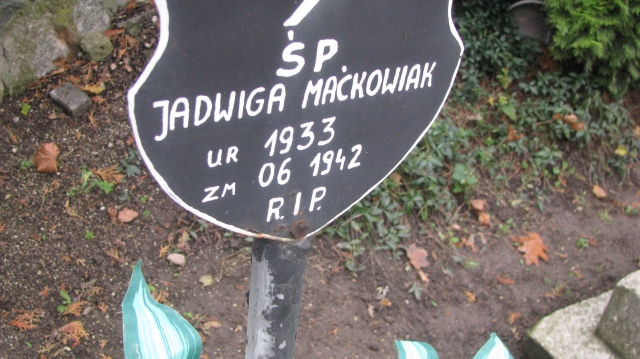 ŚP.
JADWIGA MAĆKOWIAK
UR 1933
ZM 06 1942
R.I P.